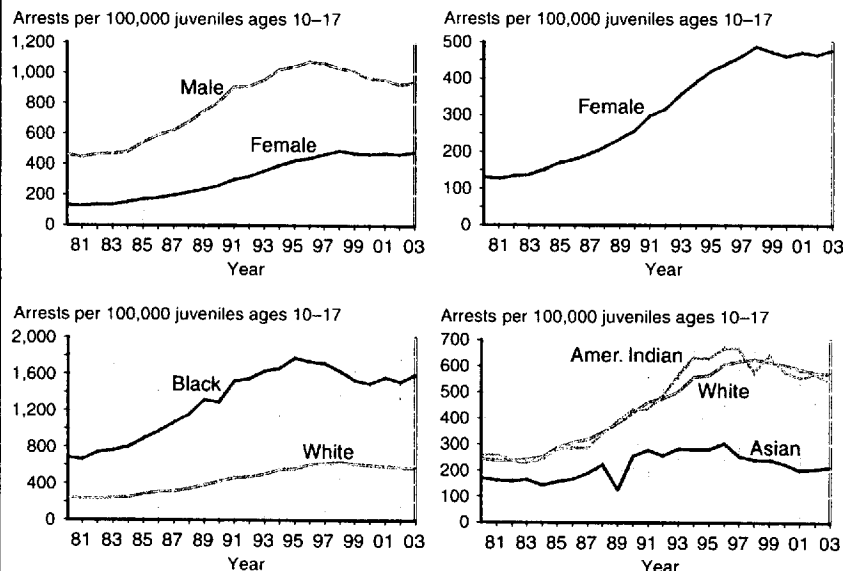 Arrests per 100,000 juveniles ages 10–17
1,200
1,000
800
600
400
200
0
Male
Female
81 83 85 87 89 91 93 95 97 99 01 03
Year
Arrests per 100,000 juveniles ages 10–17
500
400
300
200
100
0
Female
81 83 85 87 89 91 93 95 97 99 01 03
Year
Arrests per 100,000 juveniles ages 10–17
2,000
1,600
1,200
800
400
0
Black
White
81 83 85 87 89 91 93 95 97 99 01 03
Year
Arrests per 100,000 juveniles ages 10–17
700
600
500
400
300
200
100
0
Amer. Indian
White
Asian
81 83 85 87 89 91 93 95 97 99 01 03
Year